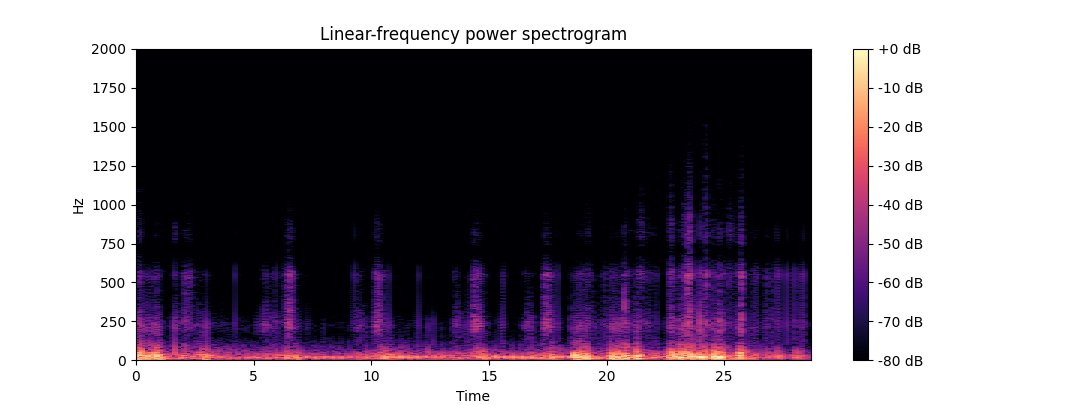 Linear-frequency power spectrogram
2000
1750
1500
1250
1000
750
500
250
0
Hz
0 5 10 15 20 25
Time
+0 dB
-10 dB
-20 dB
-30 dB
-40 dB
-50 dB
-60 dB
-70 dB
-80 dB